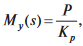 M_y(s) = P/K_p,